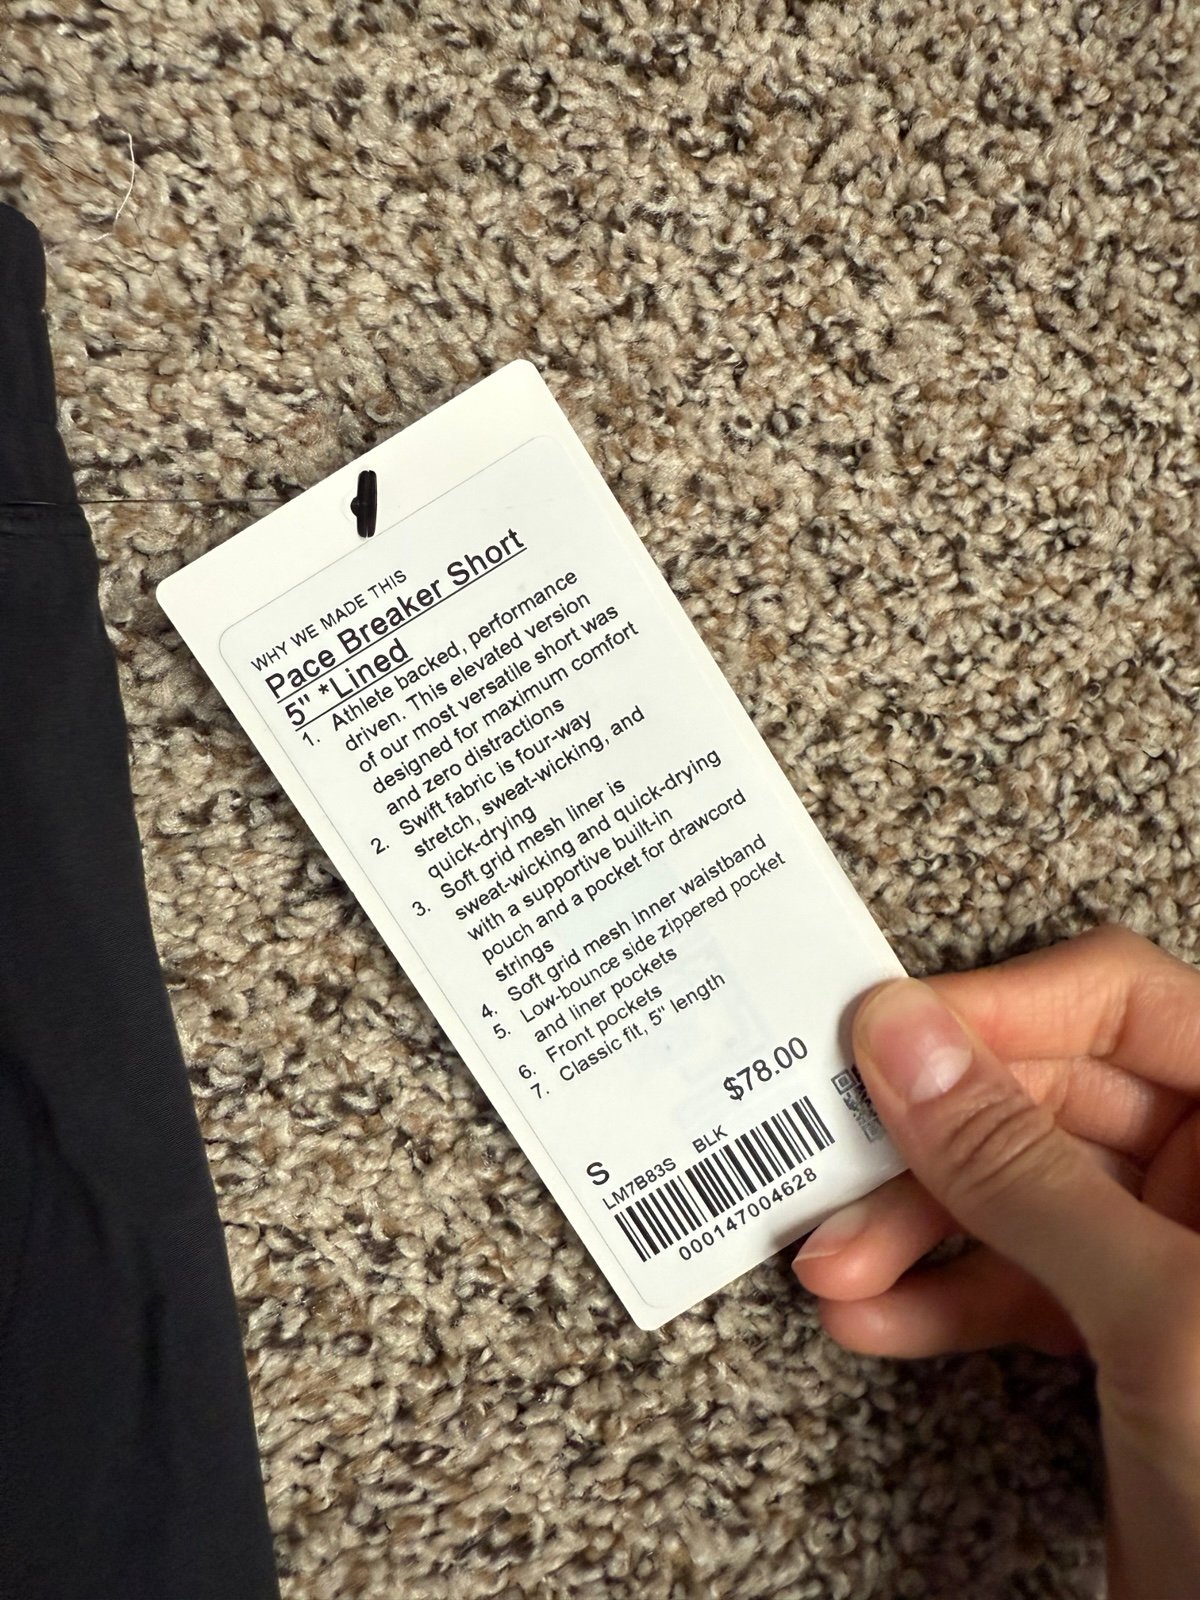 WHY WE MADE THIS
Pace Breaker Short
5" *Lined
1. Athlete backed, performance
driven. This elevated version
of our most versatile short was
designed for maximum comfort
and zero distractions
2. Swift fabric is four-way
stretch, sweat-wicking, and
quick-drying
3. Soft grid mesh liner is
sweat-wicking and quick-drying
with a supportive built-in
pouch and a pocket for drawcord
strings
4. Soft grid mesh inner waistband
5. Low-bounce side zippered pocket
and liner pockets
6. Front pockets
7. Classic fit, 5" length
$78.00
S
LM7B83S BLK
000147004628